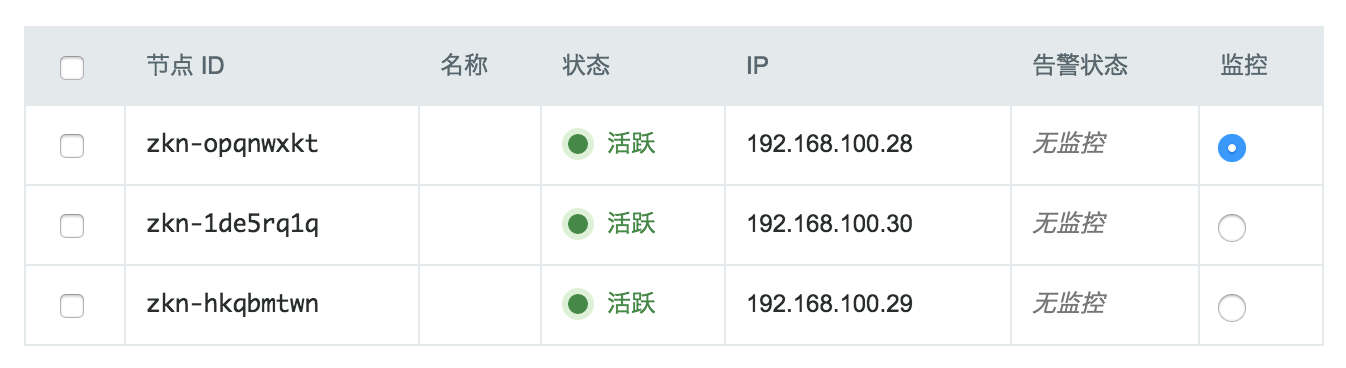 节点 ID 名称 状态 IP 告警状态 监控
zkn-opqnwxkt 活跃 192.168.100.28 无监控
zkn-1de5rq1q 活跃 192.168.100.30 无监控
zkn-hkqbmtwn 活跃 192.168.100.29 无监控